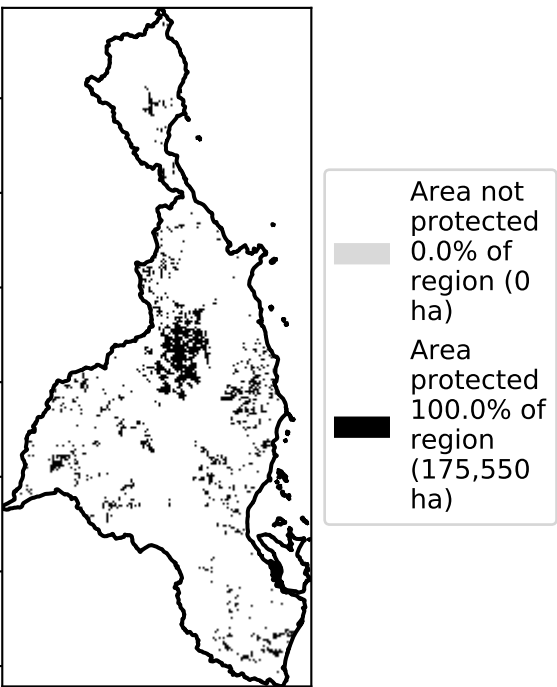 Area not
protected
0.0% of
region (0
ha)
Area
protected
100.0% of
region
(175,550
ha)